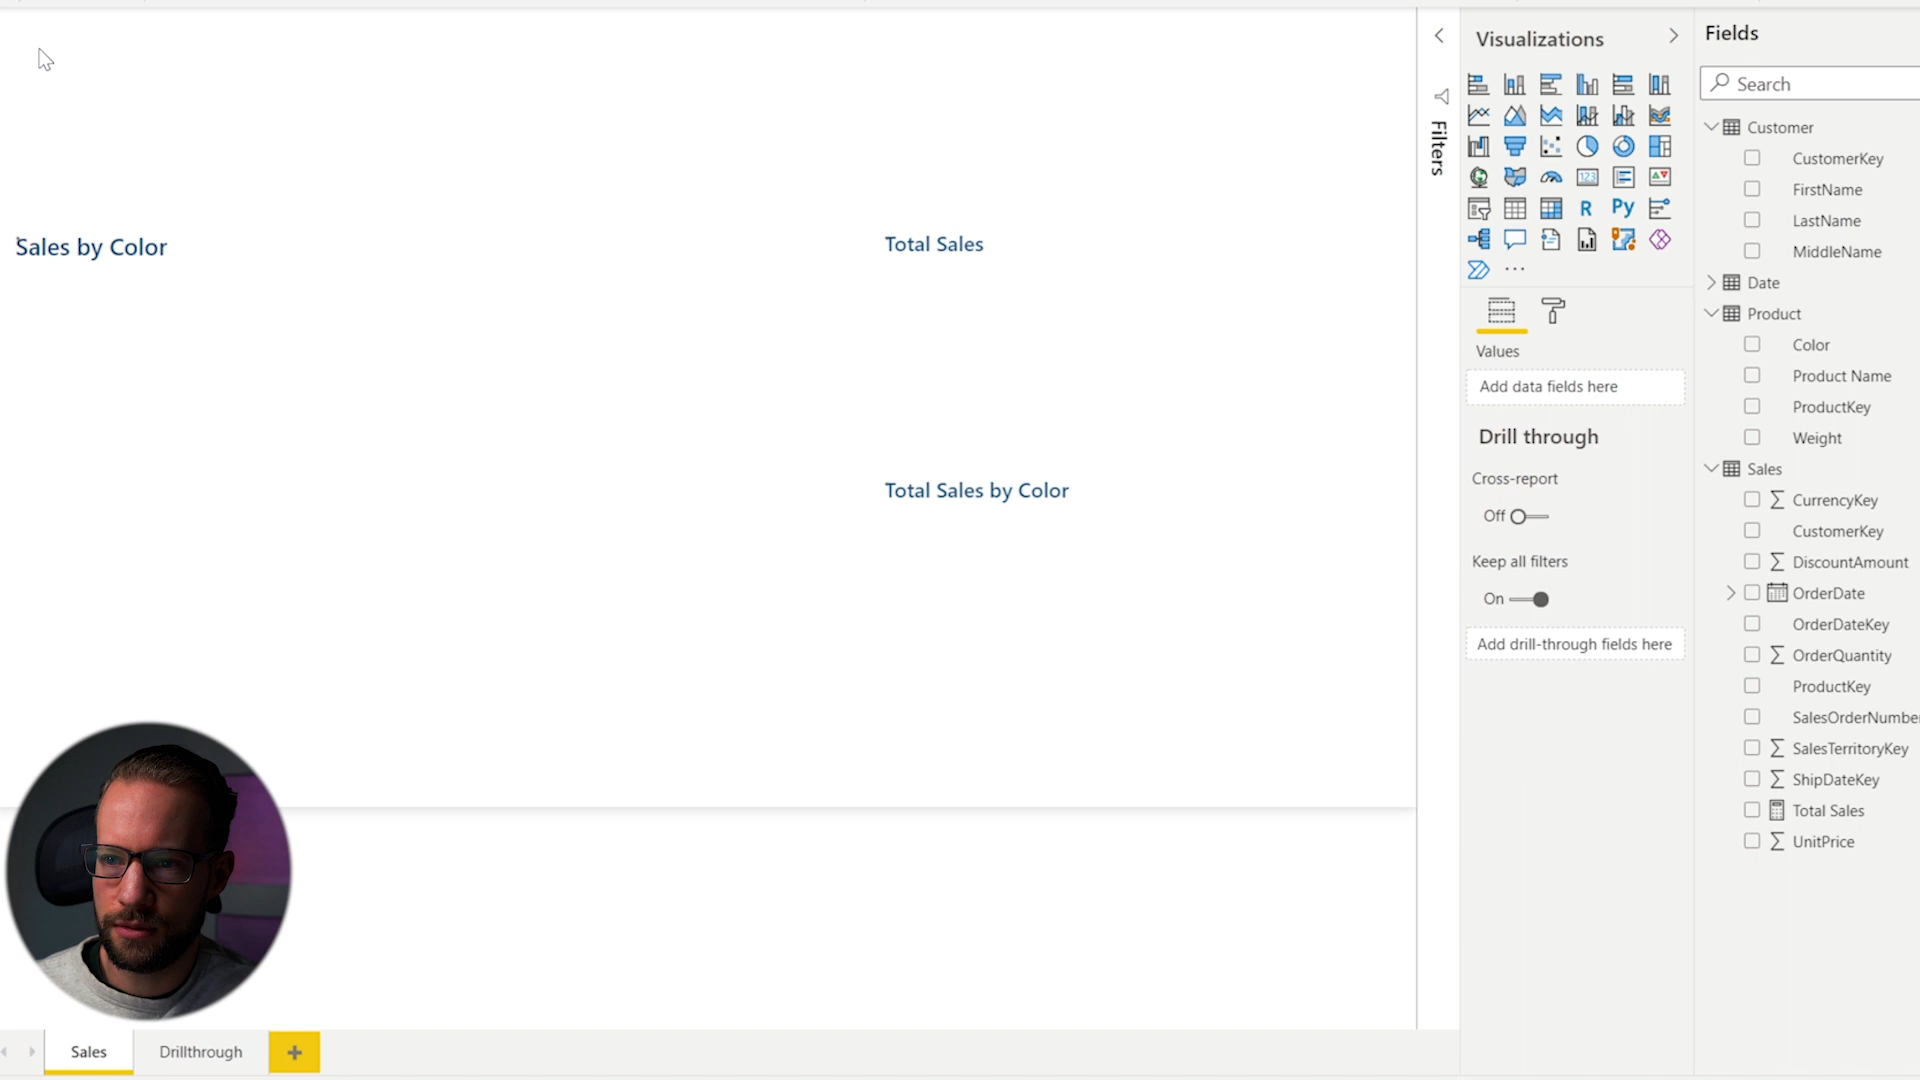 Sales by Color
Total Sales
Total Sales by Color
Filters
Visualizations
R
Py
123
...
Values
Add data fields here
Drill through
Cross-report
Off
Keep all filters
On
Add drill-through fields here
Fields
Search
Customer
CustomerKey
FirstName
LastName
MiddleName
Date
Product
Color
Product Name
ProductKey
Weight
Sales
CurrencyKey
CustomerKey
DiscountAmount
OrderDate
OrderDateKey
OrderQuantity
ProductKey
SalesOrderNumber
SalesTerritoryKey
ShipDateKey
Total Sales
UnitPrice
Sales
Drillthrough
+